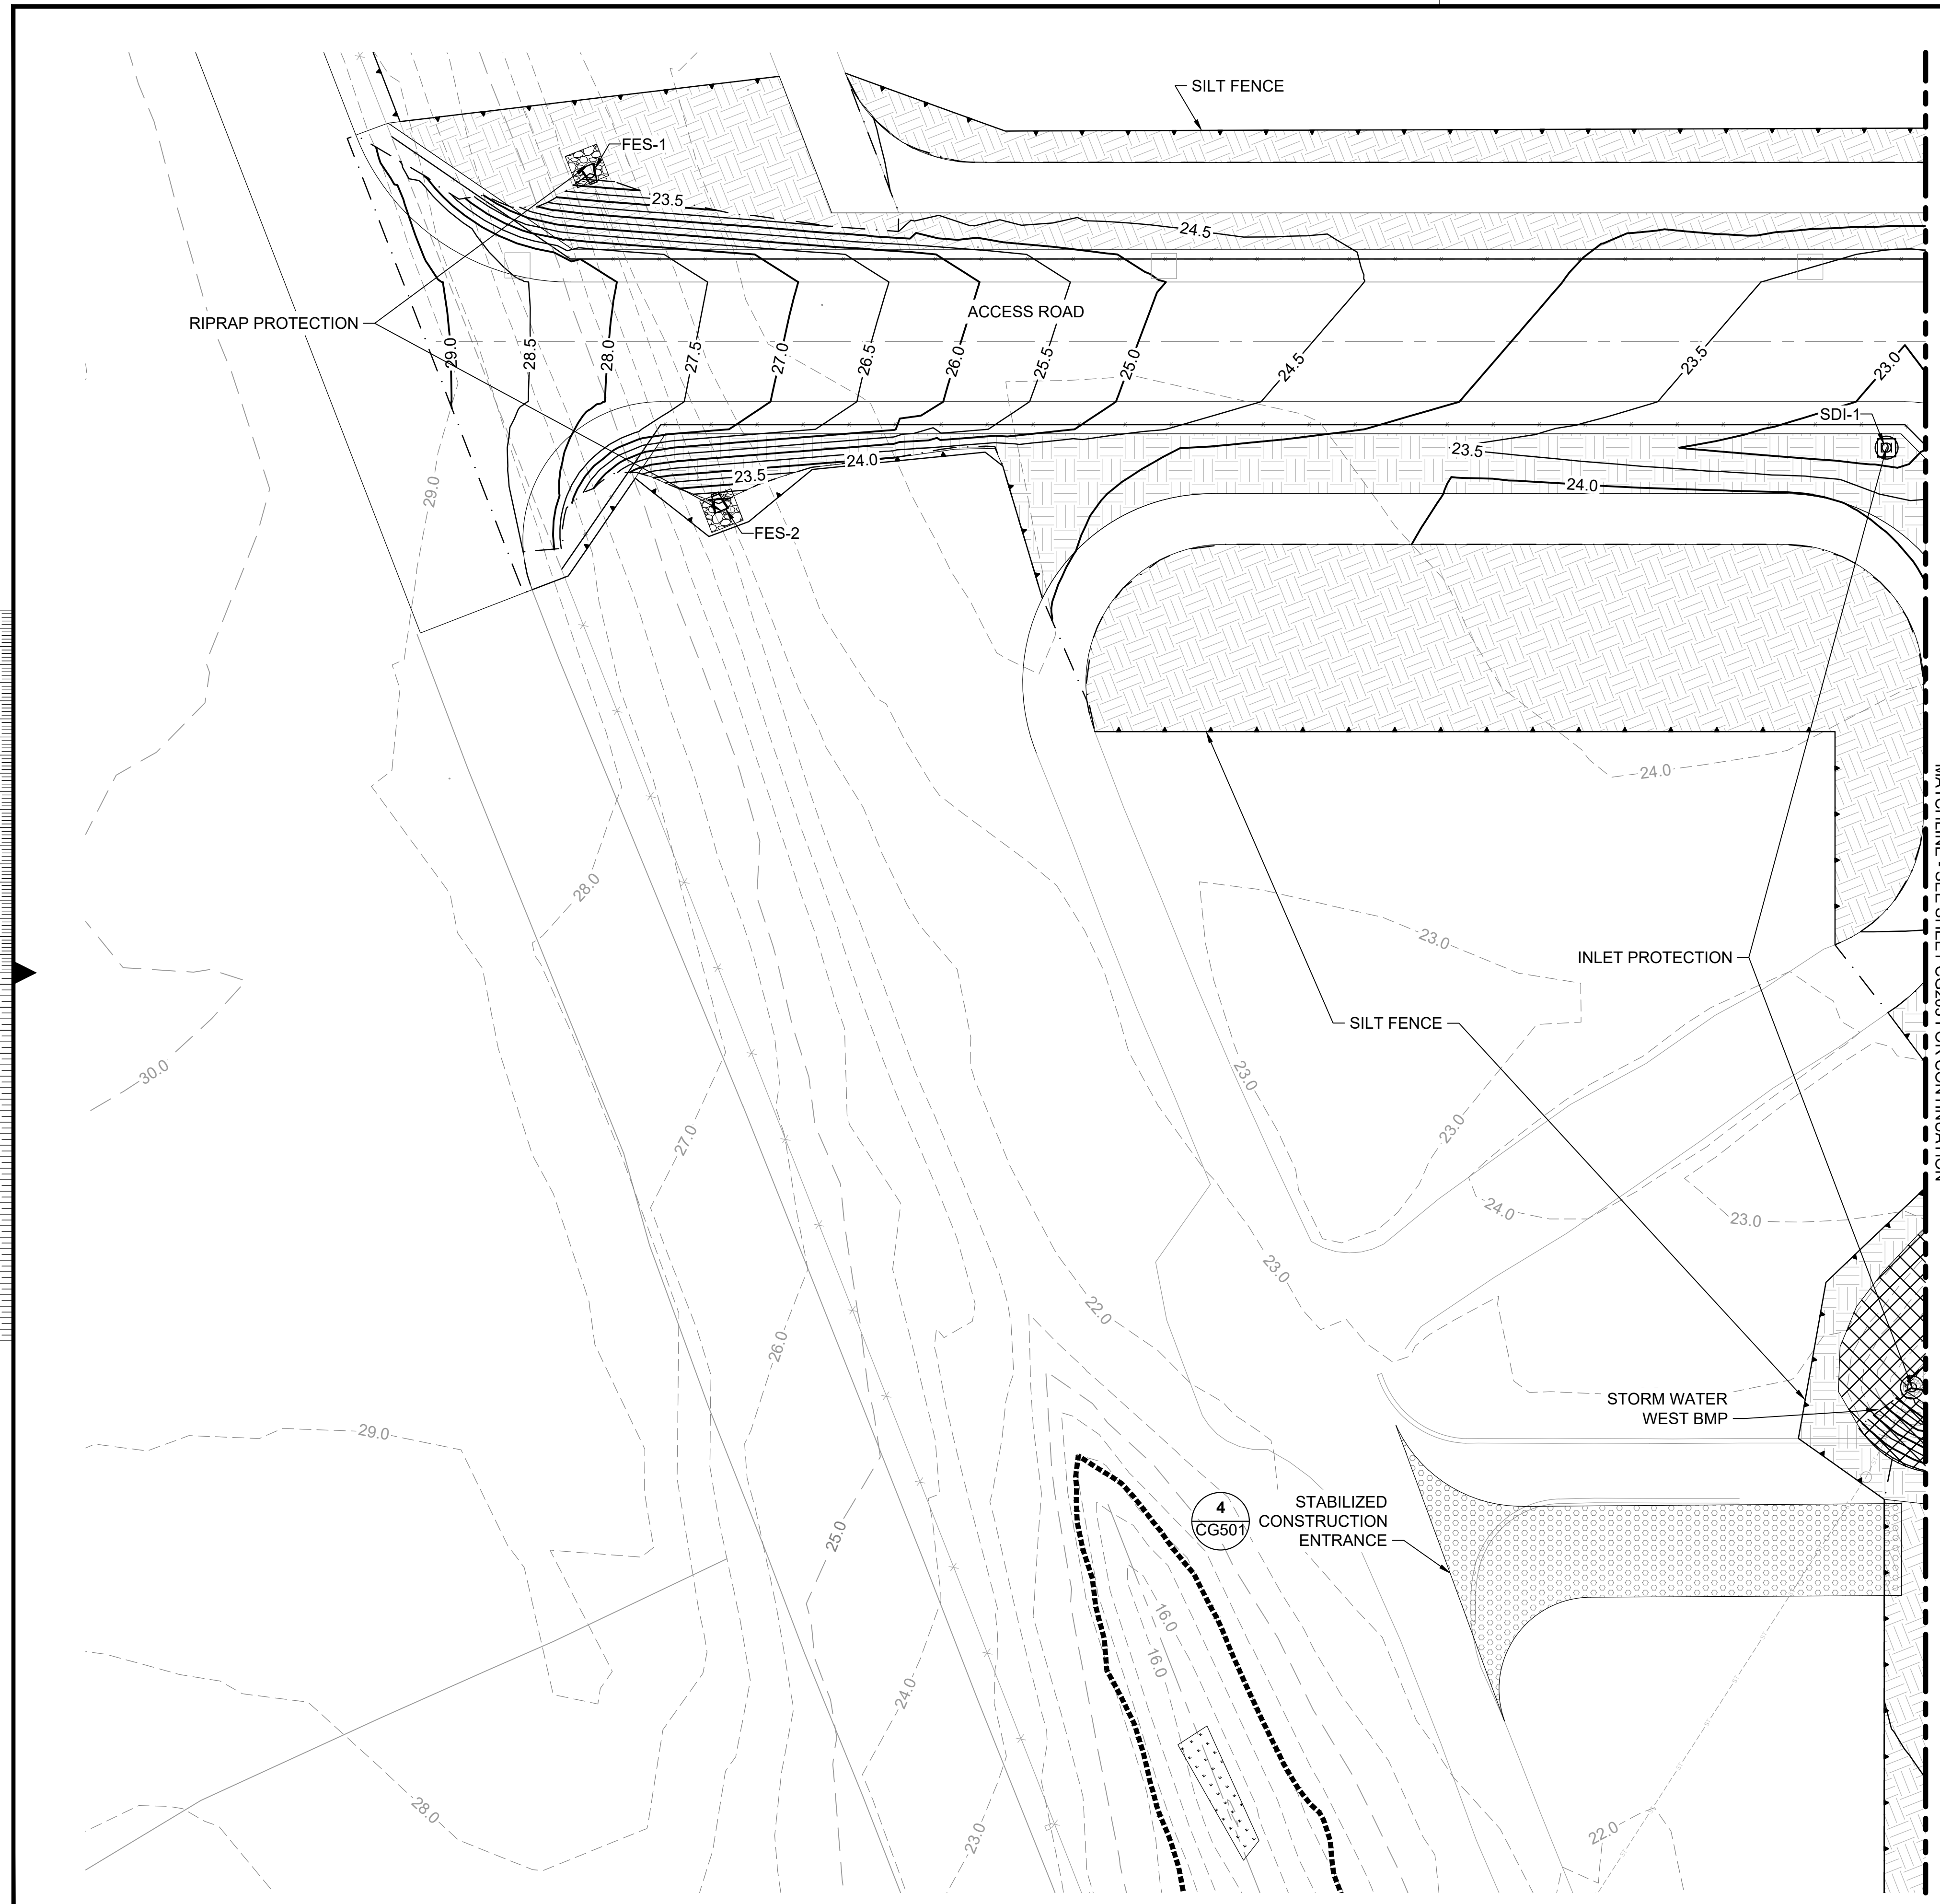 SILT FENCE
FES-1
23.5
24.5
RIPRAP PROTECTION
ACCESS ROAD
29.0
28.5
28.0
27.5
27.0
26.5
26.0
25.5
25.0
24.5
23.5
23.0
SDI-1
23.5
24.0
23.5
24.0
29.0
FES-2
24.0
28.0
23.0
INLET PROTECTION
SILT FENCE
30.0
23.0
27.0
23.0
24.0
23.0
23.0
22.0
26.0
STORM WATER
WEST BMP
29.0
4
CG501
STABILIZED
CONSTRUCTION
ENTRANCE
25.0
16.0
16.0
24.0
28.0
23.0
22.0